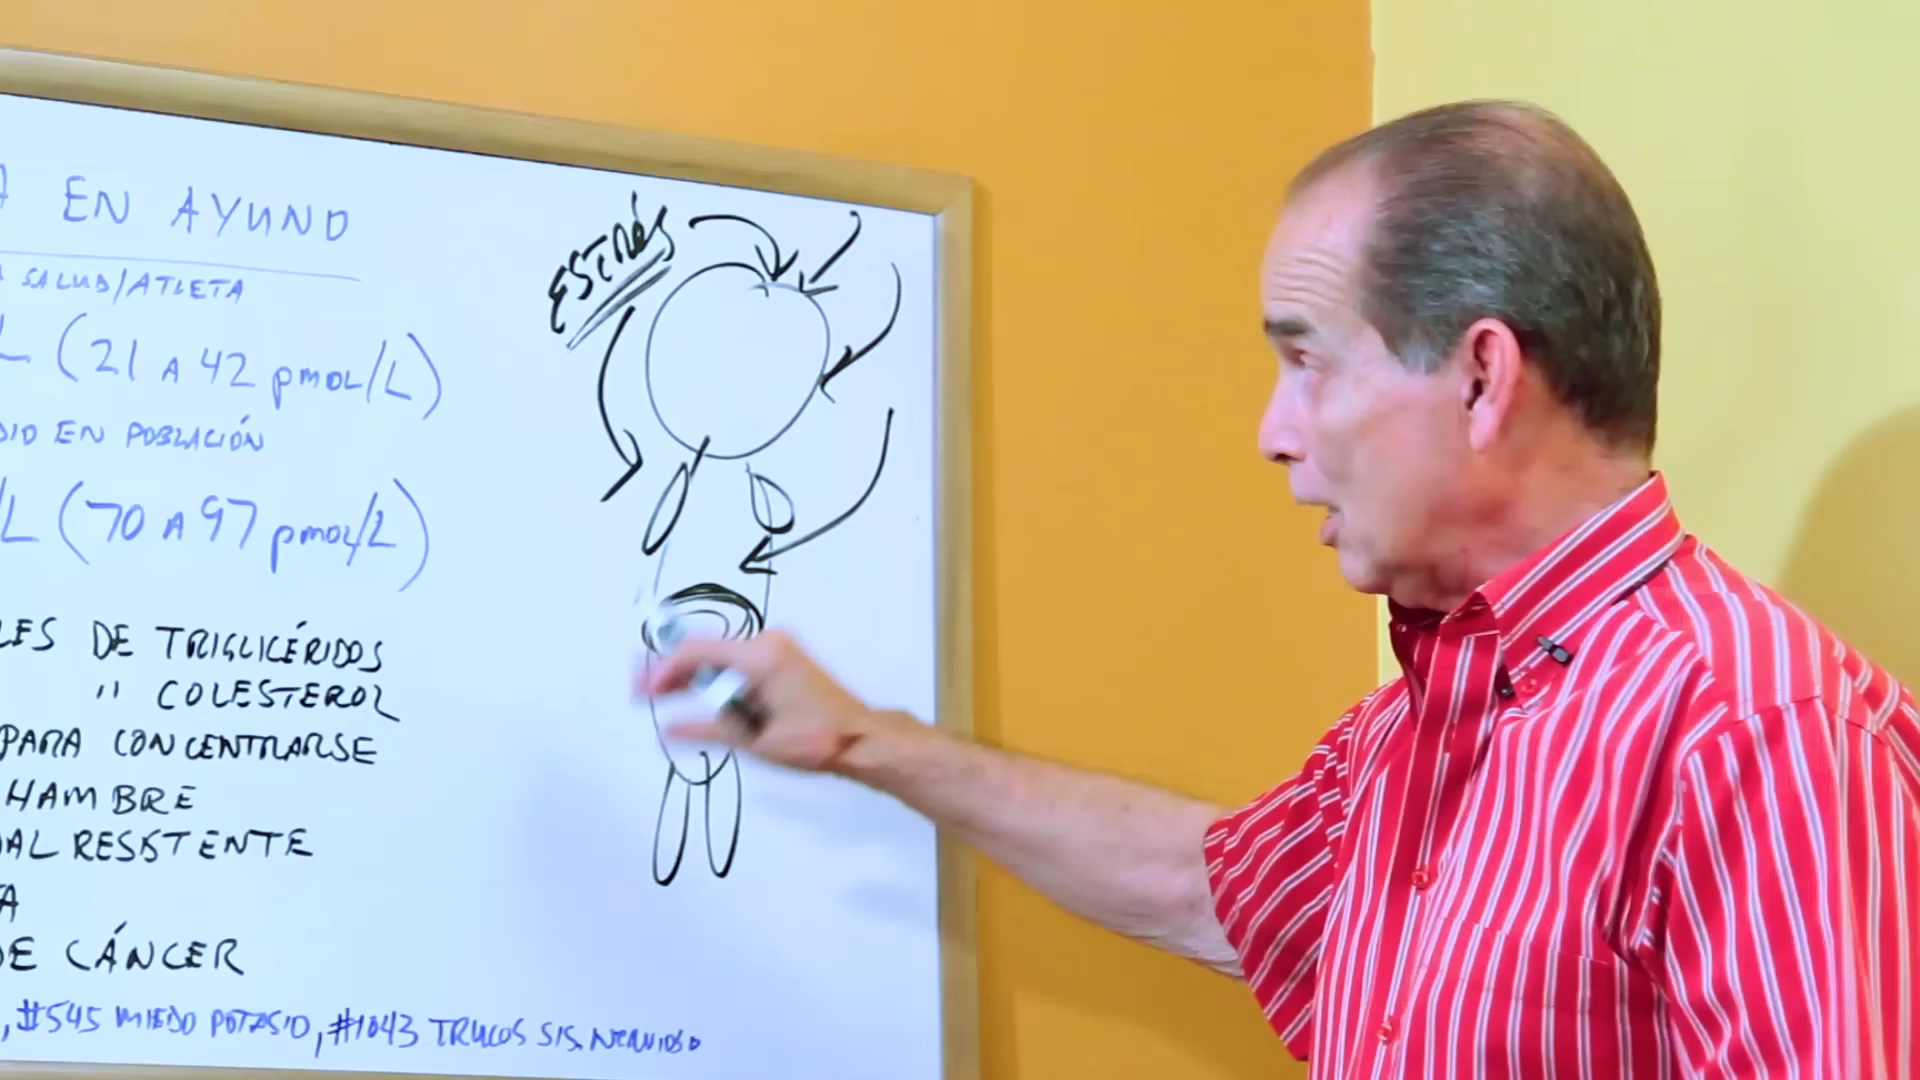 A EN AYUNO
SALUD/ATLETA
L (21 A 42 pmOL/L)
DIO EN POBLACIÓN
/L (70 A 97 pmOL/L)
LES DE TRIGLICÉRIDOS
" COLESTEROL
PARA CONCENTRARSE
HAMBRE
AL RESISTENTE
A
DE CÁNCER
, #545 MIEDO POTASIO, #1043 TRUCOS SIS. NERVIOSO
ESTRÉS